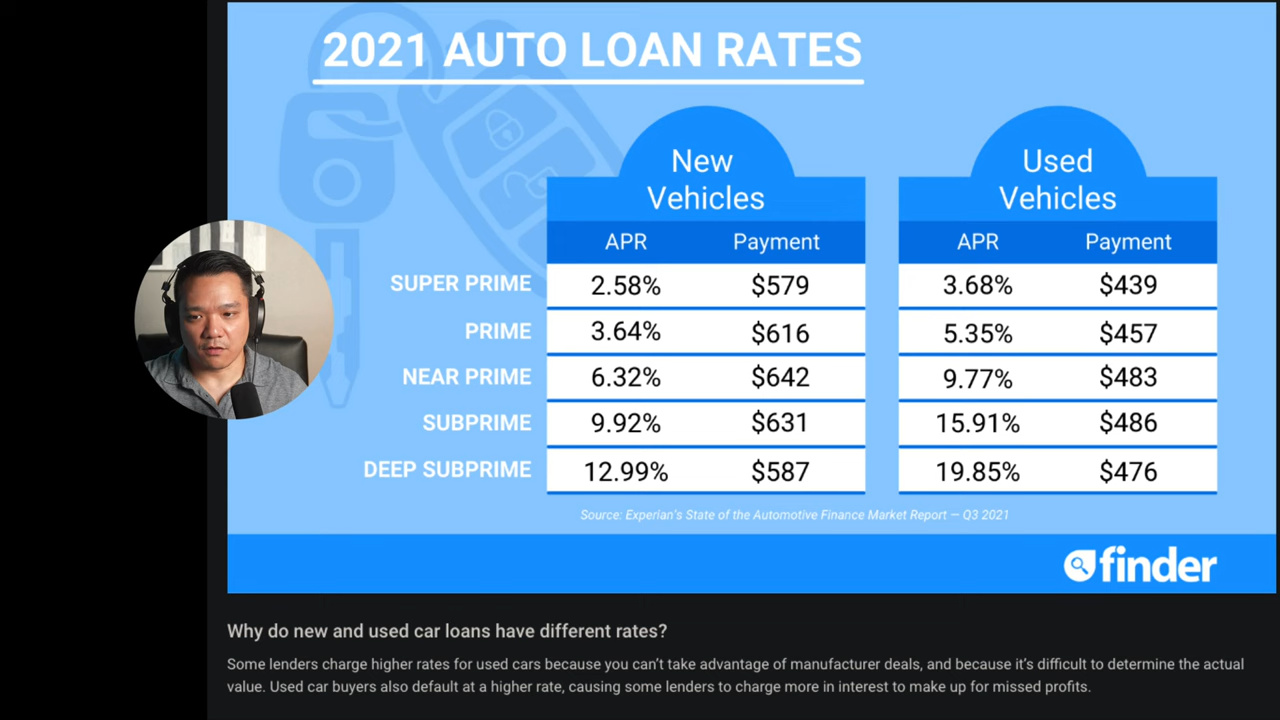 2021 AUTO LOAN RATES
New Vehicles
Used Vehicles
APR Payment APR Payment
SUPER PRIME 2.58% $579 3.68% $439
PRIME 3.64% $616 5.35% $457
NEAR PRIME 6.32% $642 9.77% $483
SUBPRIME 9.92% $631 15.91% $486
DEEP SUBPRIME 12.99% $587 19.85% $476
Source: Experian's State of the Automotive Finance Market Report — Q3 2021
finder
Why do new and used car loans have different rates?
Some lenders charge higher rates for used cars because you can't take advantage of manufacturer deals, and because it's difficult to determine the actual
value. Used car buyers also default at a higher rate, causing some lenders to charge more in interest to make up for missed profits.